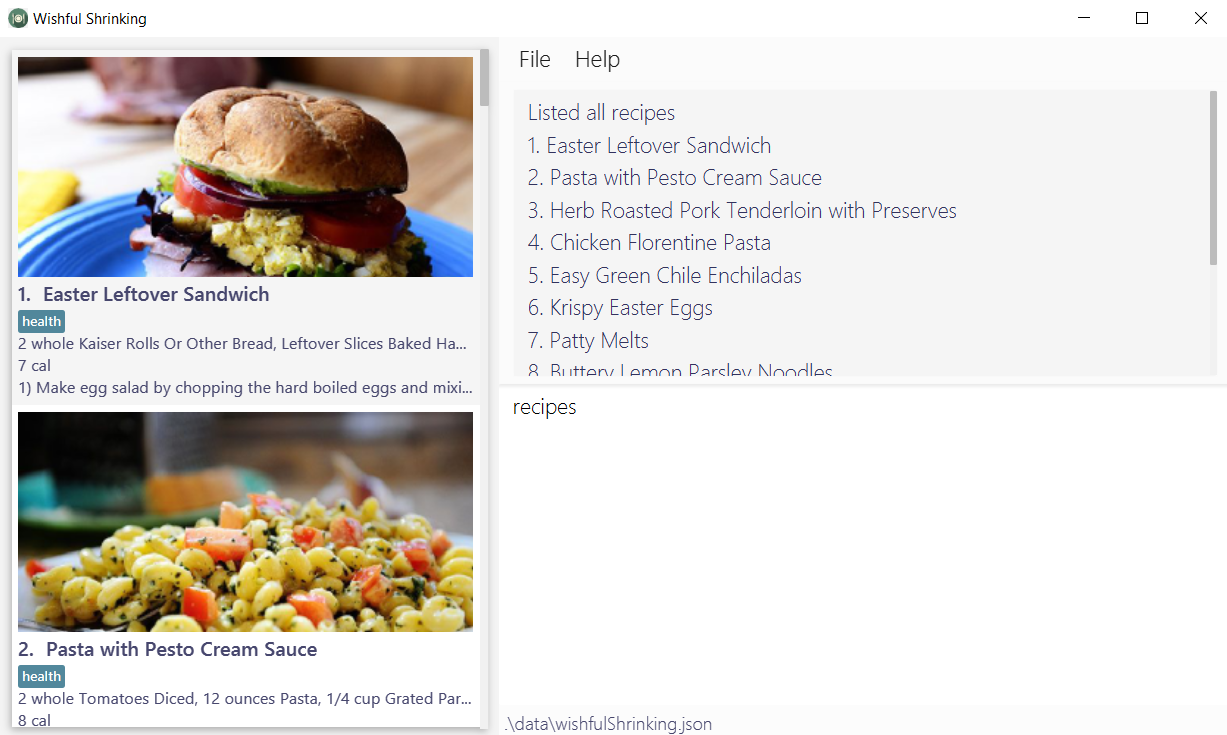 Wishful Shrinking
1. Easter Leftover Sandwich
health
2 whole Kaiser Rolls Or Other Bread, Leftover Slices Baked Ha...
7 cal
1) Make egg salad by chopping the hard boiled eggs and mixi...
2. Pasta with Pesto Cream Sauce
health
2 whole Tomatoes Diced, 12 ounces Pasta, 1/4 cup Grated Par...
8 cal
File Help
Listed all recipes
1. Easter Leftover Sandwich
2. Pasta with Pesto Cream Sauce
3. Herb Roasted Pork Tenderloin with Preserves
4. Chicken Florentine Pasta
5. Easy Green Chile Enchiladas
6. Krispy Easter Eggs
7. Patty Melts
8. Buttery Lemon Parsley Noodles
recipes
.\data\wishfulShrinking.json